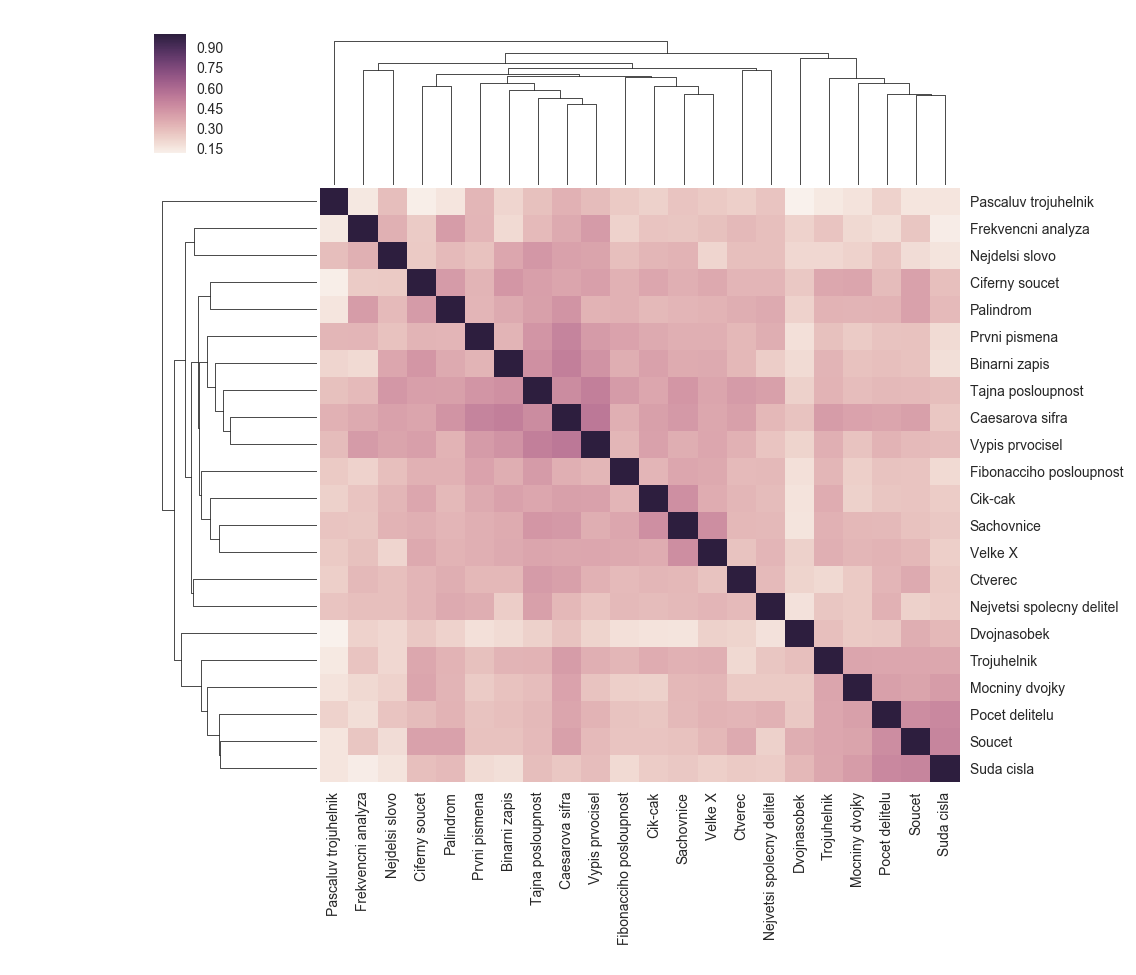 0.90
0.75
0.60
0.45
0.30
0.15
Pascaluv trojuhelnik
Frekvencni analyza
Nejdelsi slovo
Ciferny soucet
Palindrom
Prvni pismena
Binarni zapis
Tajna posloupnost
Caesarova sifra
Vypis prvocisel
Fibonacciho posloupnost
Cik-cak
Sachovnice
Velke X
Ctverec
Nejvetsi spolecny delitel
Dvojnasobek
Trojuhelnik
Mocniny dvojky
Pocet delitelu
Soucet
Suda cisla
Pascaluv trojuhelnik
Frekvencni analyza
Nejdelsi slovo
Ciferny soucet
Palindrom
Prvni pismena
Binarni zapis
Tajna posloupnost
Caesarova sifra
Vypis prvocisel
Fibonacciho posloupnost
Cik-cak
Sachovnice
Velke X
Ctverec
Nejvetsi spolecny delitel
Dvojnasobek
Trojuhelnik
Mocniny dvojky
Pocet delitelu
Soucet
Suda cisla